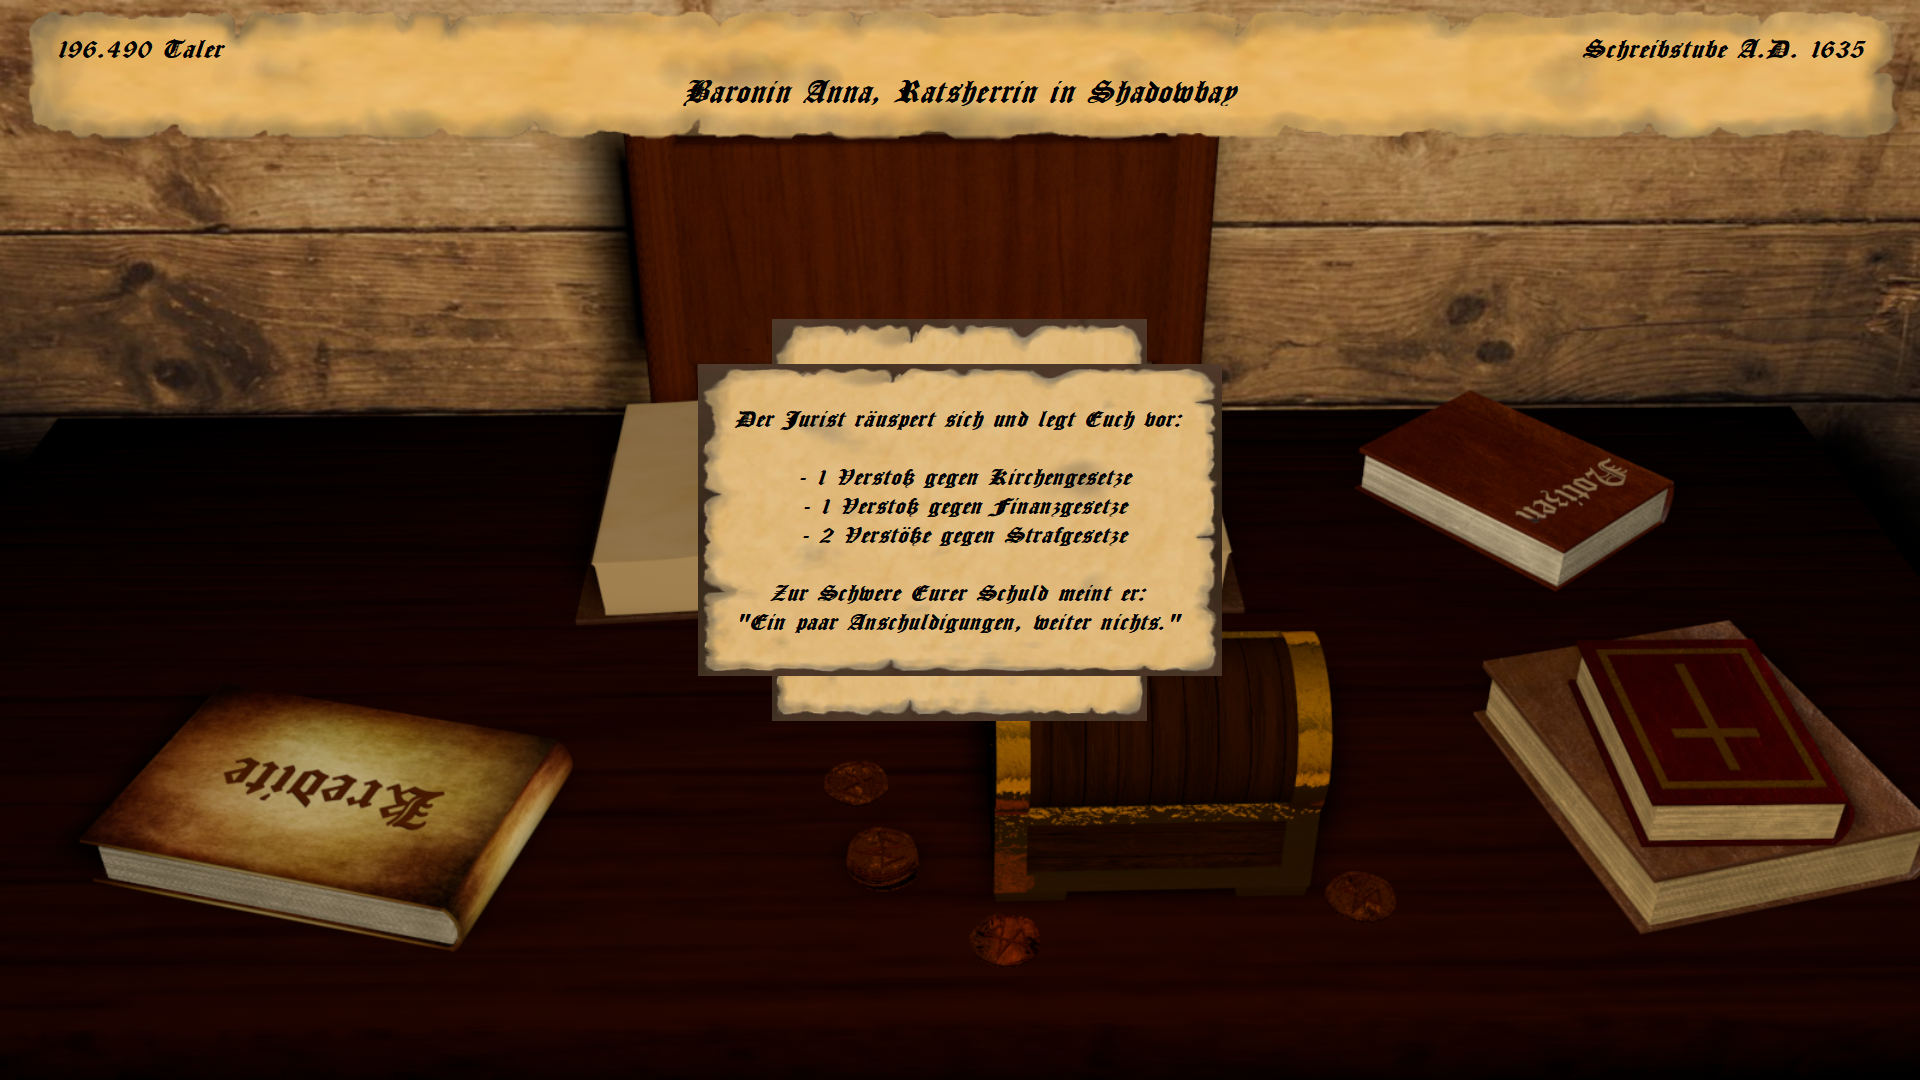 196.490 Taler
Schreibstube A.D. 1635
Baronin Anna, Ratsherrin in Shadowbay
Der Jurist räuspert sich und legt Euch vor:
- 1 Verstoß gegen Kirchengesetze
- 1 Verstoß gegen Finanzgesetze
- 2 Verstöße gegen Strafgesetze
Zur Schwere Eurer Schuld meint er:
"Ein paar Anschuldigungen, weiter nichts."
Notizen
Kredite